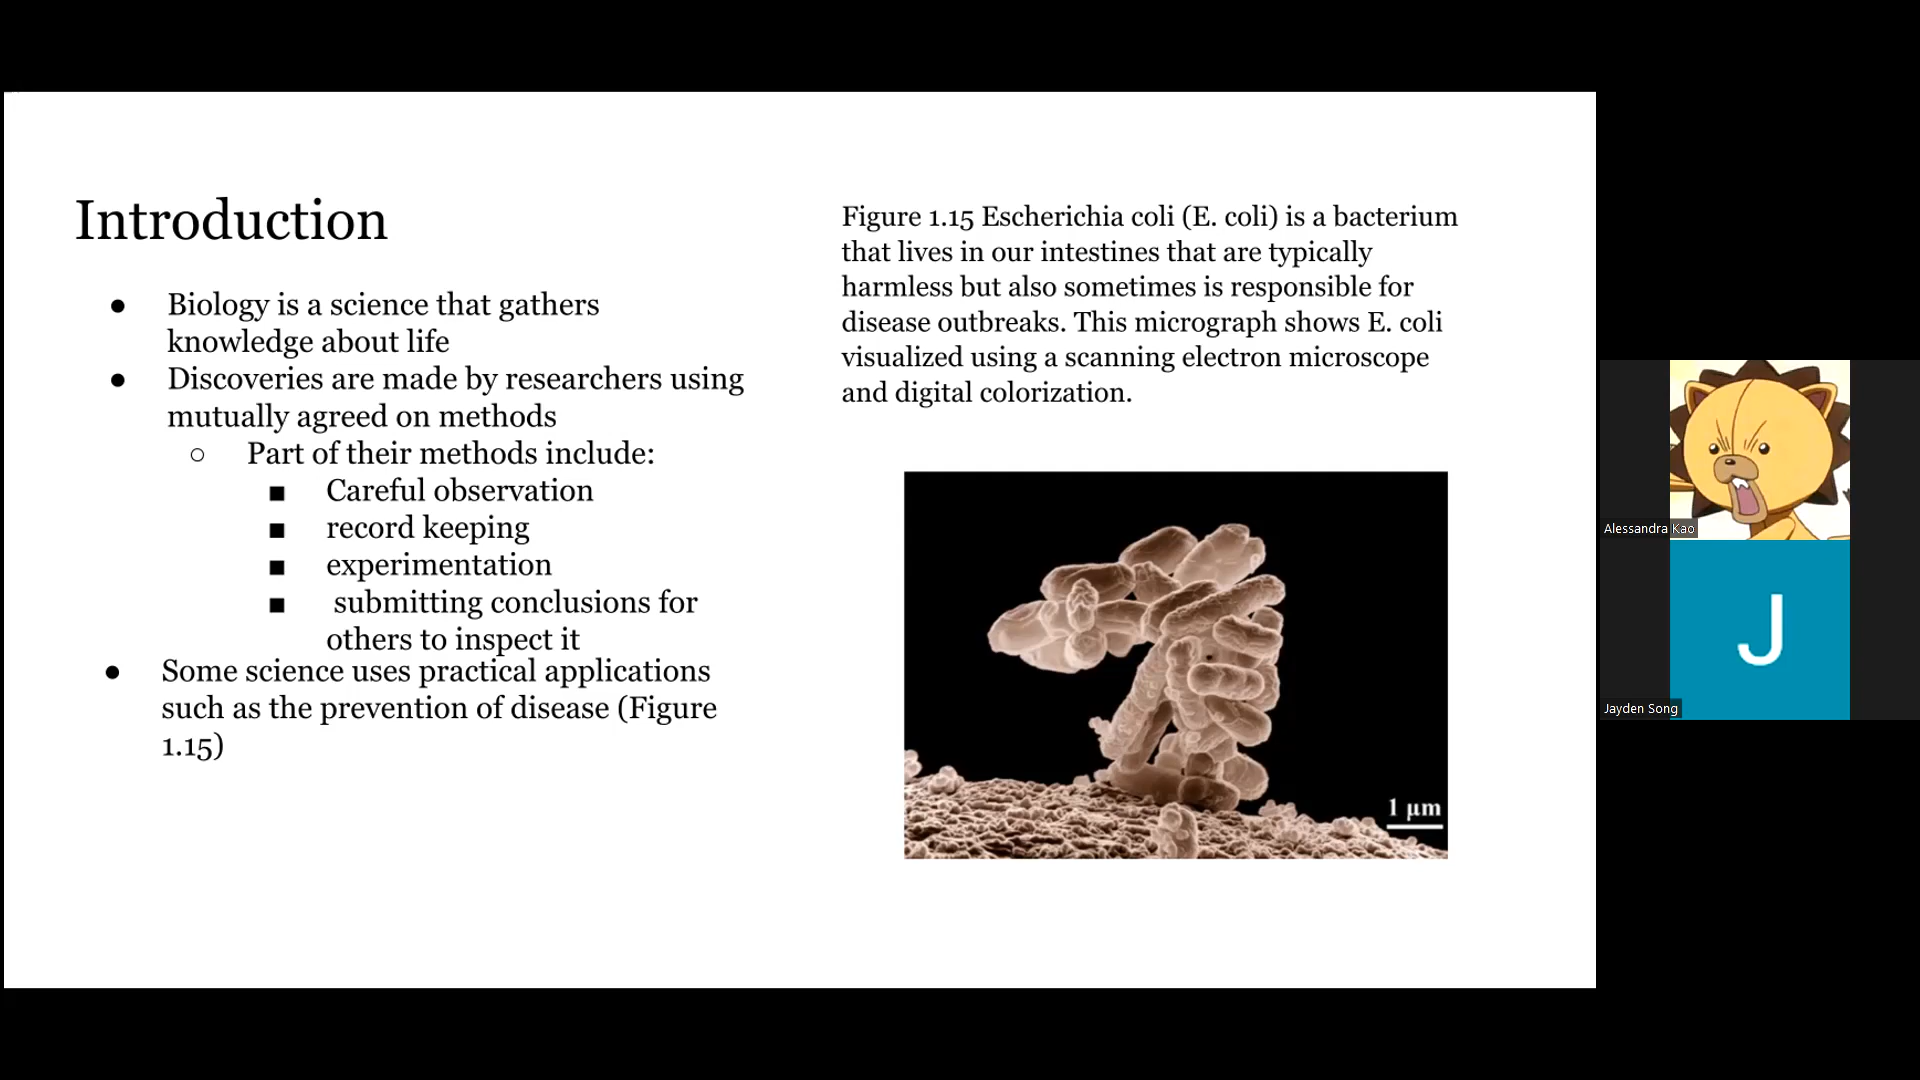 Introduction
● Biology is a science that gathers
knowledge about life
● Discoveries are made by researchers using
mutually agreed on methods
○ Part of their methods include:
■ Careful observation
■ record keeping
■ experimentation
■ submitting conclusions for
others to inspect it
● Some science uses practical applications
such as the prevention of disease (Figure
1.15)
Figure 1.15 Escherichia coli (E. coli) is a bacterium
that lives in our intestines that are typically
harmless but also sometimes is responsible for
disease outbreaks. This micrograph shows E. coli
visualized using a scanning electron microscope
and digital colorization.
1 µm
Alessandra Kao
J
Jayden Song